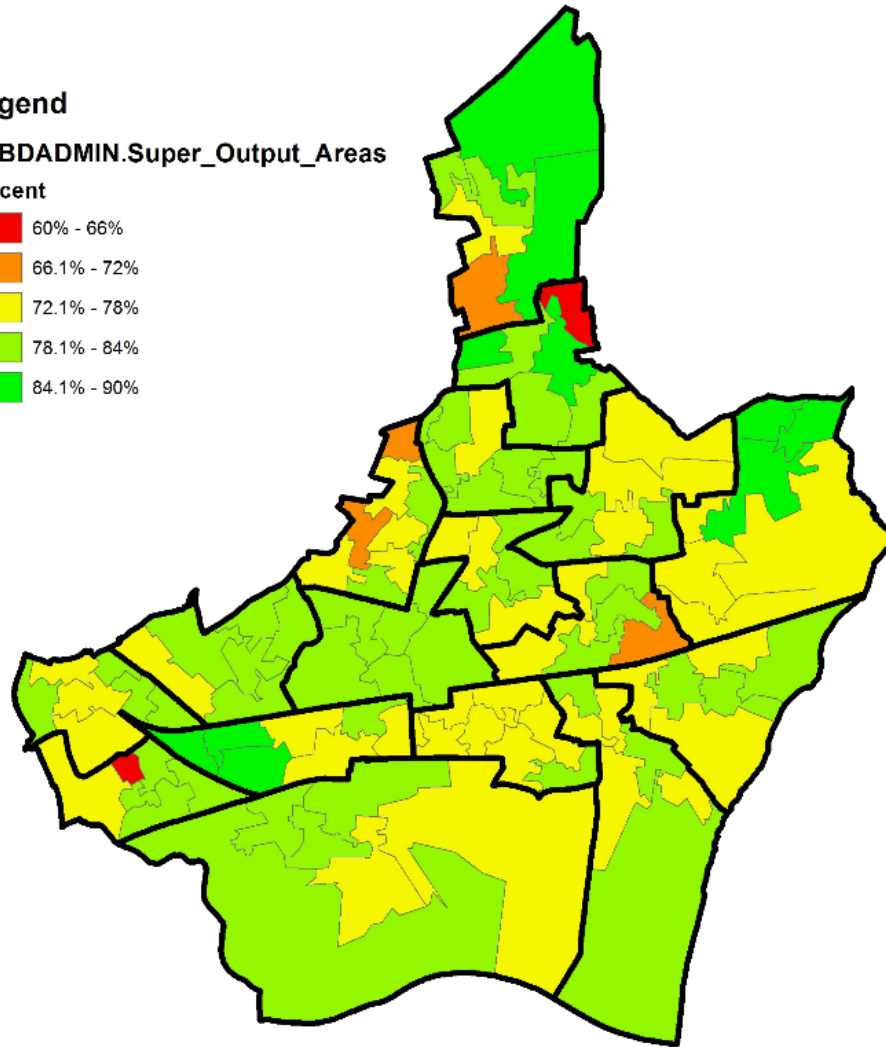 gend
BDADMIN.Super_Output_Areas
cent
60% - 66%
66.1% - 72%
72.1% - 78%
78.1% - 84%
84.1% - 90%